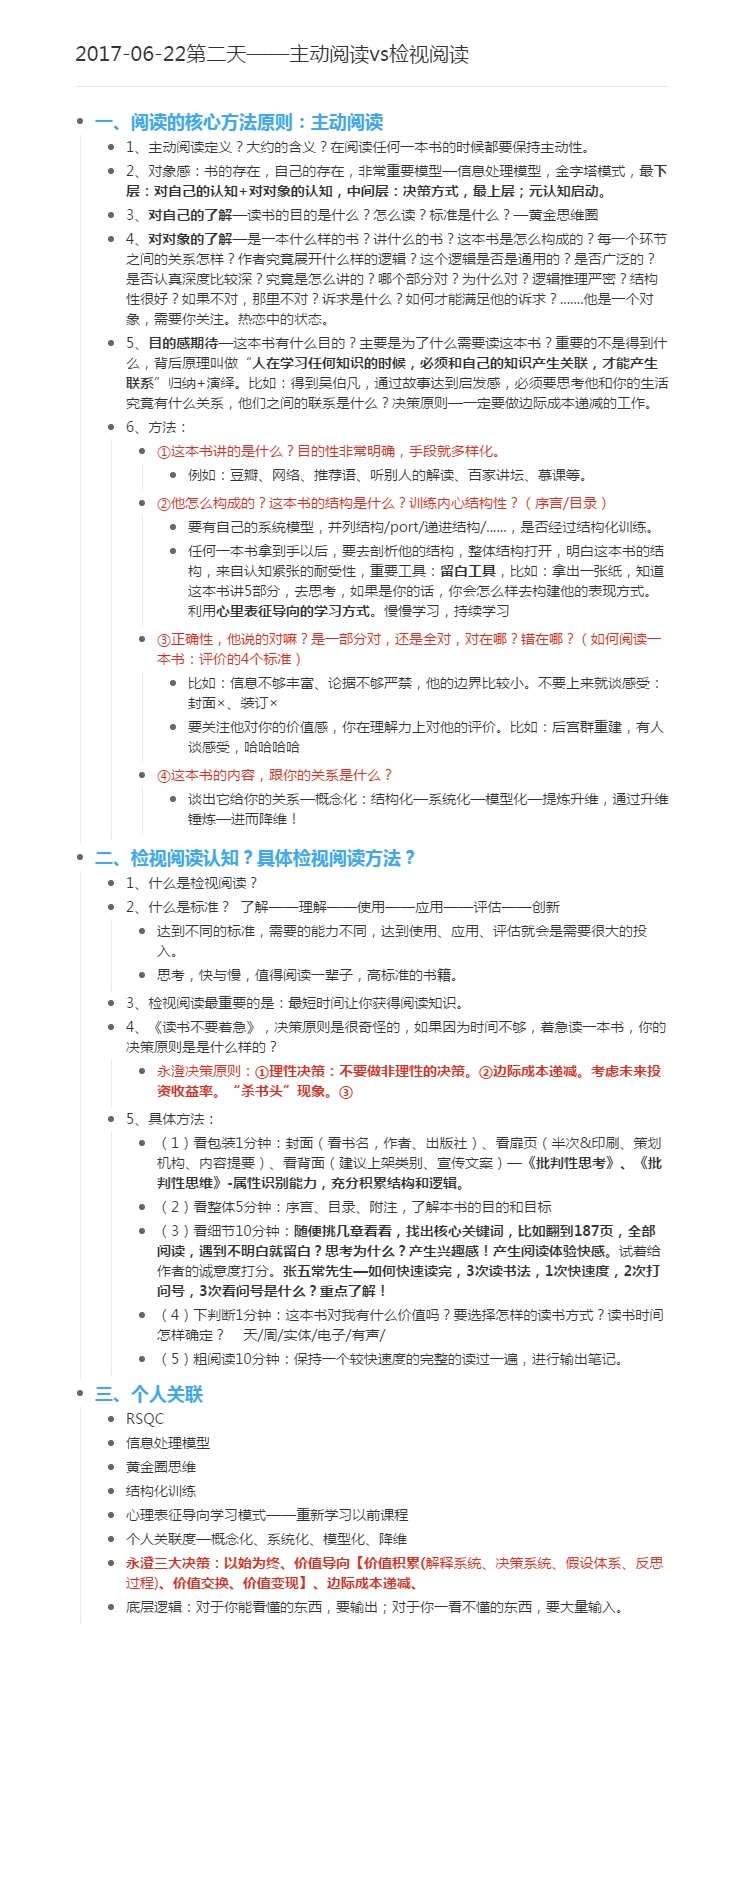 2017-06-22第二天——主动阅读vs检视阅读
一、阅读的核心方法原则：主动阅读
1、主动阅读定义？大约的含义？在阅读任何一本书的时候都要保持主动性。
2、对象感：书的存在，自己的存在，非常重要模型—信息处理模型，金字塔模式，最下
层：对自己的认知+对对象的认知，中间层：决策方式，最上层；元认知启动。
3、对自己的了解—读书的目的是什么？怎么读？标准是什么？—黄金思维圈
4、对对象的了解—是一本什么样的书？讲什么的书？这本书是怎么构成的？每一个环节
之间的关系怎样？作者究竟展开什么样的逻辑？这个逻辑是否是通用的？是否广泛的？
是否认真深度比较深？究竟是怎么讲的？哪个部分对？为什么对？逻辑推理严密？结构
性很好？如果不对，那里不对？诉求是什么？如何才能满足他的诉求？.......他是一个对
象，需要你关注。热恋中的状态。
5、目的感期待—这本书有什么目的？主要是为了什么需要读这本书？重要的不是得到什
么，背后原理叫做“人在学习任何知识的时候，必须和自己的知识产生关联，才能产生
联系”归纳+演绎。比如：得到吴伯凡，通过故事达到启发感，必须要思考他和你的生活
究竟有什么关系，他们之间的联系是什么？决策原则—一定要做边际成本递减的工作。
6、方法：
①这本书讲的是什么？目的性非常明确，手段就多样化。
例如：豆瓣、网络、推荐语、听别人的解读、百家讲坛、慕课等。
②他怎么构成的？这本书的结构是什么？训练内心结构性？（序言/目录）
要有自己的系统模型，并列结构/port/递进结构/......，是否经过结构化训练。
任何一本书拿到手以后，要去剖析他的结构，整体结构打开，明白这本书的结
构，来自认知紧张的耐受性，重要工具：留白工具，比如：拿出一张纸，知道
这本书讲5部分，去思考，如果是你的话，你会怎么样去构建他的表现方式。
利用心里表征导向的学习方式。慢慢学习，持续学习
③正确性，他说的对嘛？是一部分对，还是全对，对在哪？错在哪？（如何阅读一
本书：评价的4个标准）
比如：信息不够丰富、论据不够严禁，他的边界比较小。不要上来就谈感受：
封面×、装订×
要关注他对你的价值感，你在理解力上对他的评价。比如：后宫群重建，有人
谈感受，哈哈哈哈
④这本书的内容，跟你的关系是什么？
谈出它给你的关系—概念化：结构化—系统化—模型化—提炼升维，通过升维
锤炼—进而降维！
二、检视阅读认知？具体检视阅读方法？
1、什么是检视阅读？
2、什么是标准？ 了解——理解——使用——应用——评估——创新
达到不同的标准，需要的能力不同，达到使用、应用、评估就会是需要很大的投
入。
思考，快与慢，值得阅读一辈子，高标准的书籍。
3、检视阅读最重要的是：最短时间让你获得阅读知识。
4、《读书不要着急》，决策原则是很奇怪的，如果因为时间不够，着急读一本书，你的
决策原则是是什么样的？
永澄决策原则：①理性决策：不要做非理性的决策。②边际成本递减。考虑未来投
资收益率。“杀书头”现象。③
5、具体方法：
（1）看包装1分钟：封面（看书名，作者、出版社）、看扉页（半次&印刷、策划
机构、内容提要）、看背面（建议上架类别、宣传文案）—《批判性思考》、《批
判性思维》-属性识别能力，充分积累结构和逻辑。
（2）看整体5分钟：序言、目录、附注，了解本书的目的和目标
（3）看细节10分钟：随便挑几章看看，找出核心关键词，比如翻到187页，全部
阅读，遇到不明白就留白？思考为什么？产生兴趣感！产生阅读体验快感。试着给
作者的诚意度打分。张五常先生—如何快速读完，3次读书法，1次快速度，2次打
问号，3次看问号是什么？重点了解！
（4）下判断1分钟：这本书对我有什么价值吗？要选择怎样的读书方式？读书时间
怎样确定？ 天/周/实体/电子/有声/
（5）粗阅读10分钟：保持一个较快速度的完整的读过一遍，进行输出笔记。
三、个人关联
RSQC
信息处理模型
黄金圈思维
结构化训练
心理表征导向学习模式——重新学习以前课程
个人关联度—概念化、系统化、模型化、降维
永澄三大决策：以始为终、价值导向【价值积累(解释系统、决策系统、假设体系、反思
过程)、价值交换、价值变现】、边际成本递减、
底层逻辑：对于你能看懂的东西，要输出；对于你一看不懂的东西，要大量输入。